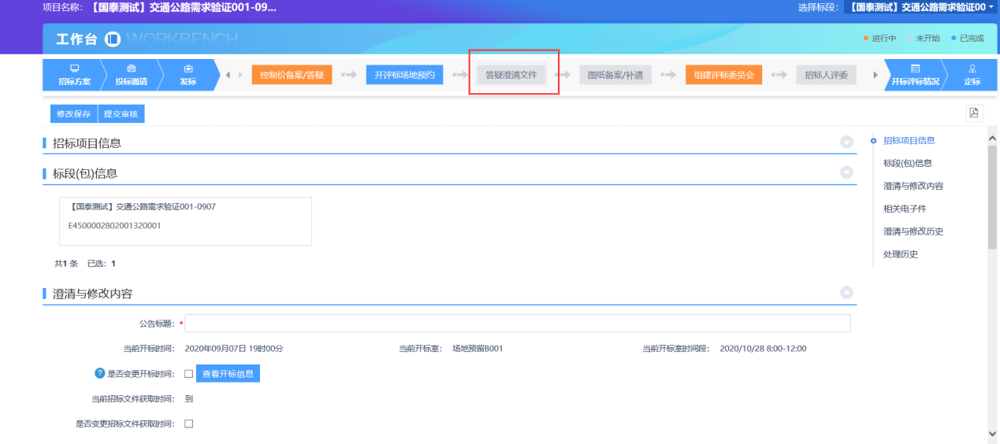 项目名称: 【国泰测试】交通公路需求验证001-09...
选择标段: 【国泰测试】交通公路需求验证00
工作台 WORKBENCH
进行中 未开始 已完成
招标方案 投标邀请 发标 控制价备案/答疑 开评标场地预约 答疑澄清文件 图纸备案/补遗 组建评标委员会 招标人评委 开标评标情况 定标
修改保存 提交审核
招标项目信息
标段(包)信息
【国泰测试】交通公路需求验证001-0907
E4500002802001320001
共1 条 已选: 1
澄清与修改内容
公告标题: *
当前开标时间: 2020年09月07日 19时00分 当前开标室: 场地预留B001 当前开标室时间段: 2020/10/28 8:00-12:00
? 是否变更开标时间: 查看开标信息
当前招标文件获取时间: 到
是否变更招标文件获取时间:
招标项目信息
标段(包)信息
澄清与修改内容
相关电子件
澄清与修改历史
处理历史